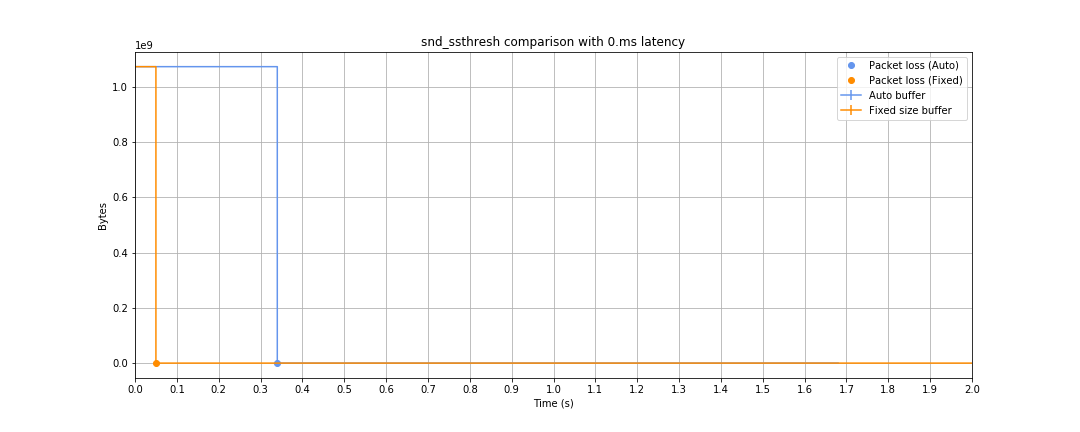 snd_ssthresh comparison with 0.ms latency
1e9
1.0
0.8
0.6
0.4
0.2
0.0
Bytes
Packet loss (Auto)
Packet loss (Fixed)
Auto buffer
Fixed size buffer
0.0 0.1 0.2 0.3 0.4 0.5 0.6 0.7 0.8 0.9 1.0 1.1 1.2 1.3 1.4 1.5 1.6 1.7 1.8 1.9 2.0
Time (s)